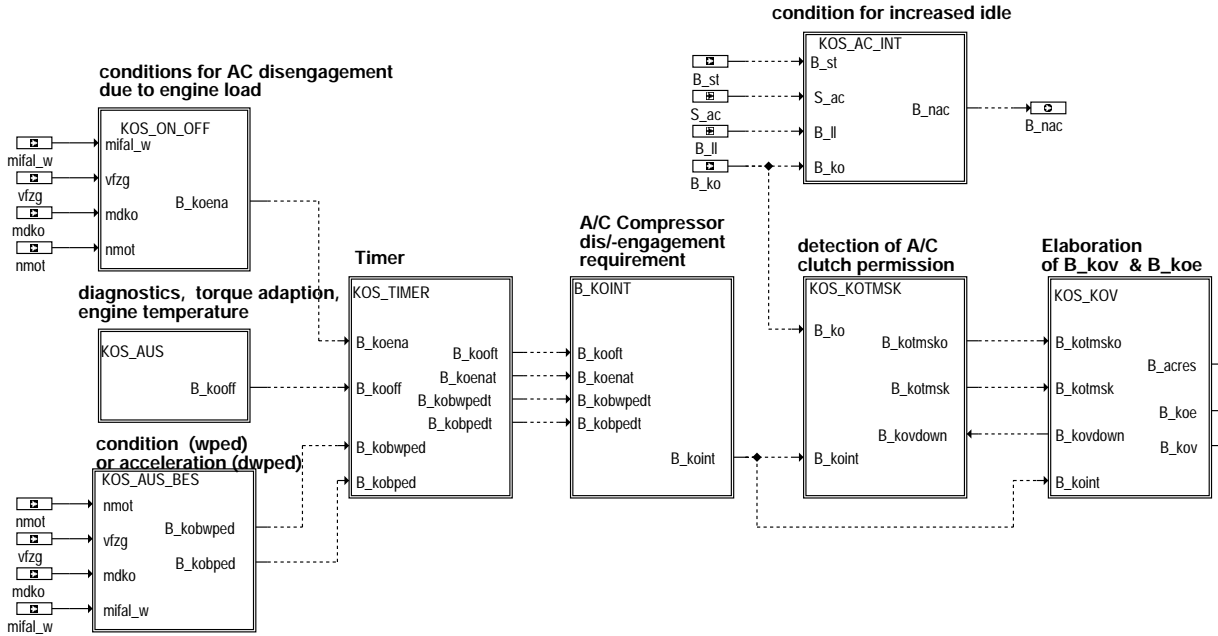 condition for increased idle
KOS_AC_INT
B_st
B_st
S_ac
S_ac
B_ll
B_ll
B_ko
B_ko
B_nac
B_nac
conditions for AC disengagement
due to engine load
KOS_ON_OFF
mifal_w
mifal_w
vfzg
vfzg
mdko
mdko
nmot
nmot
B_koena
diagnostics, torque adaption,
engine temperature
KOS_AUS
B_kooff
condition (wped)
or acceleration (dwped)
KOS_AUS_BES
nmot
nmot
vfzg
vfzg
mdko
mdko
mifal_w
mifal_w
B_kobwped
B_kobped
Timer
KOS_TIMER
B_koena
B_kooff
B_kobwped
B_kobped
B_kooft
B_koenat
B_kobwpedt
B_kobpedt
A/C Compressor
dis/-engagement
requirement
B_KOINT
B_kooft
B_koenat
B_kobwpedt
B_kobpedt
B_koint
detection of A/C
clutch permission
KOS_KOTMSK
B_ko
B_kotmsko
B_kotmsk
B_kovdown
B_koint
Elaboration
of B_kov & B_koe
KOS_KOV
B_kotmsko
B_kotmsk
B_kovdown
B_koint
B_acres
B_koe
B_kov